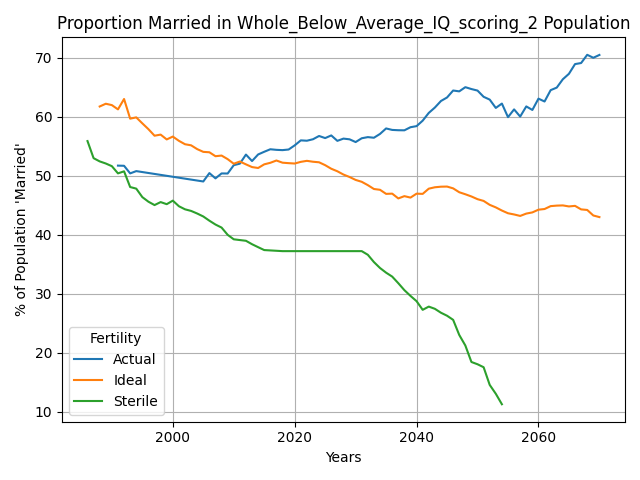 Proportion Married in Whole_Below_Average_IQ_scoring_2 Population
% of Population 'Married'
70
60
50
40
30
20
10
Fertility
Actual
Ideal
Sterile
2000
2020
2040
2060
Years